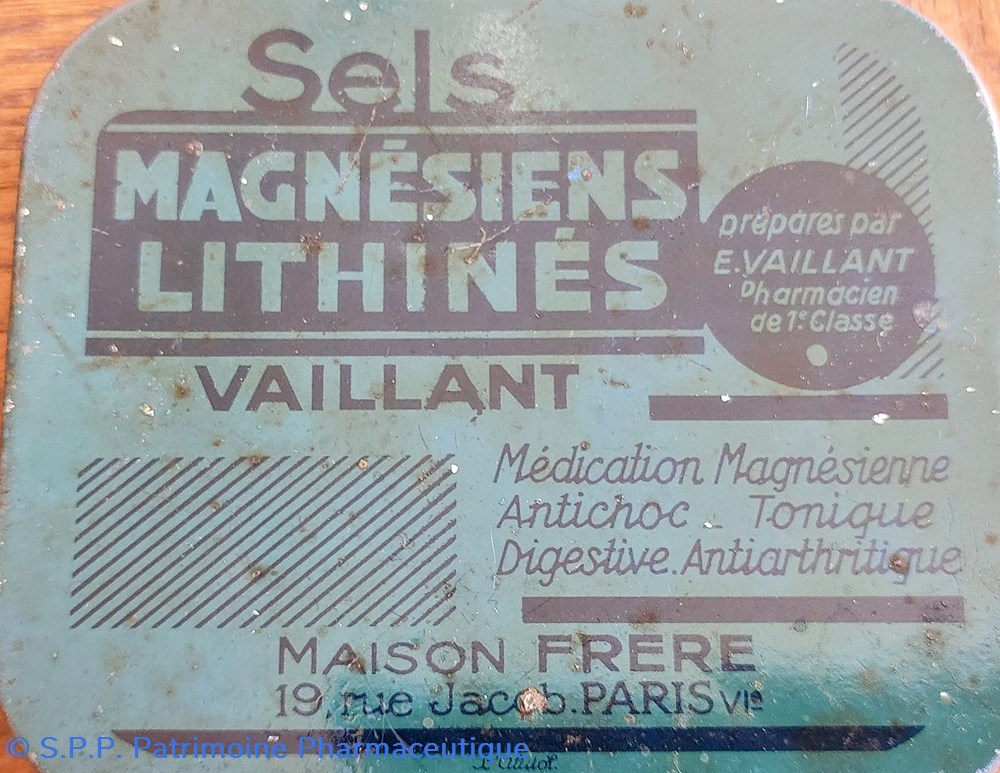 Sels
MAGNÉSIENS
LITHINÉS
VAILLANT
préparés par
E.VAILLANT
Pharmacien
de 1e Classe
Médication Magnésienne
Antichoc - Tonique
Digestive. Antiarthritique
MAISON FRÈRE
19, rue Jacob. PARIS VIe
© S.P.P. Patrimoine Pharmaceutique